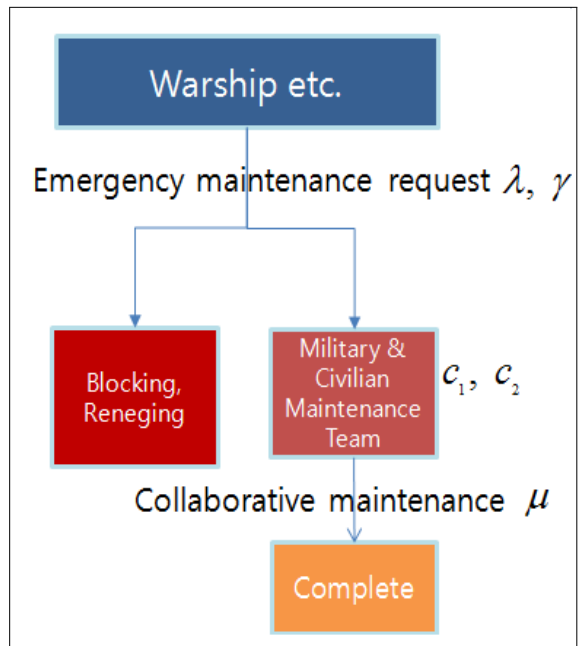 Warship etc.
Emergency maintenance request λ, γ
Blocking,
Reneging
Military &
Civilian
Maintenance
Team
c₁, c₂
Collaborative maintenance μ
Complete